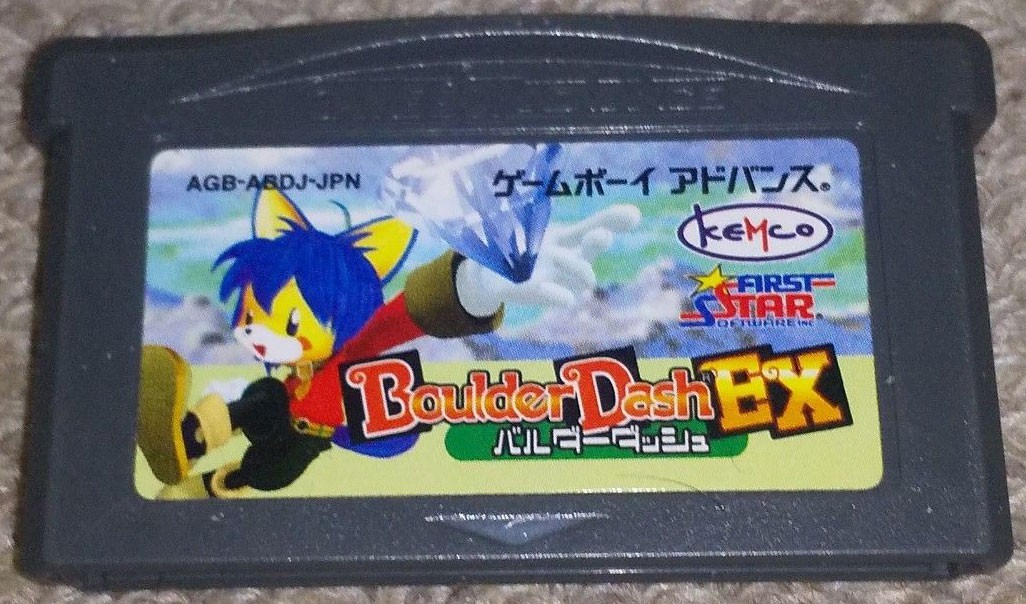 AGB-ABDJ-JPN
ゲームボーイ アドバンス®
KEMCO
FIRST
STAR®
SOFTWARE INC
Boulder Dash™ EX
バルダーダッシュ